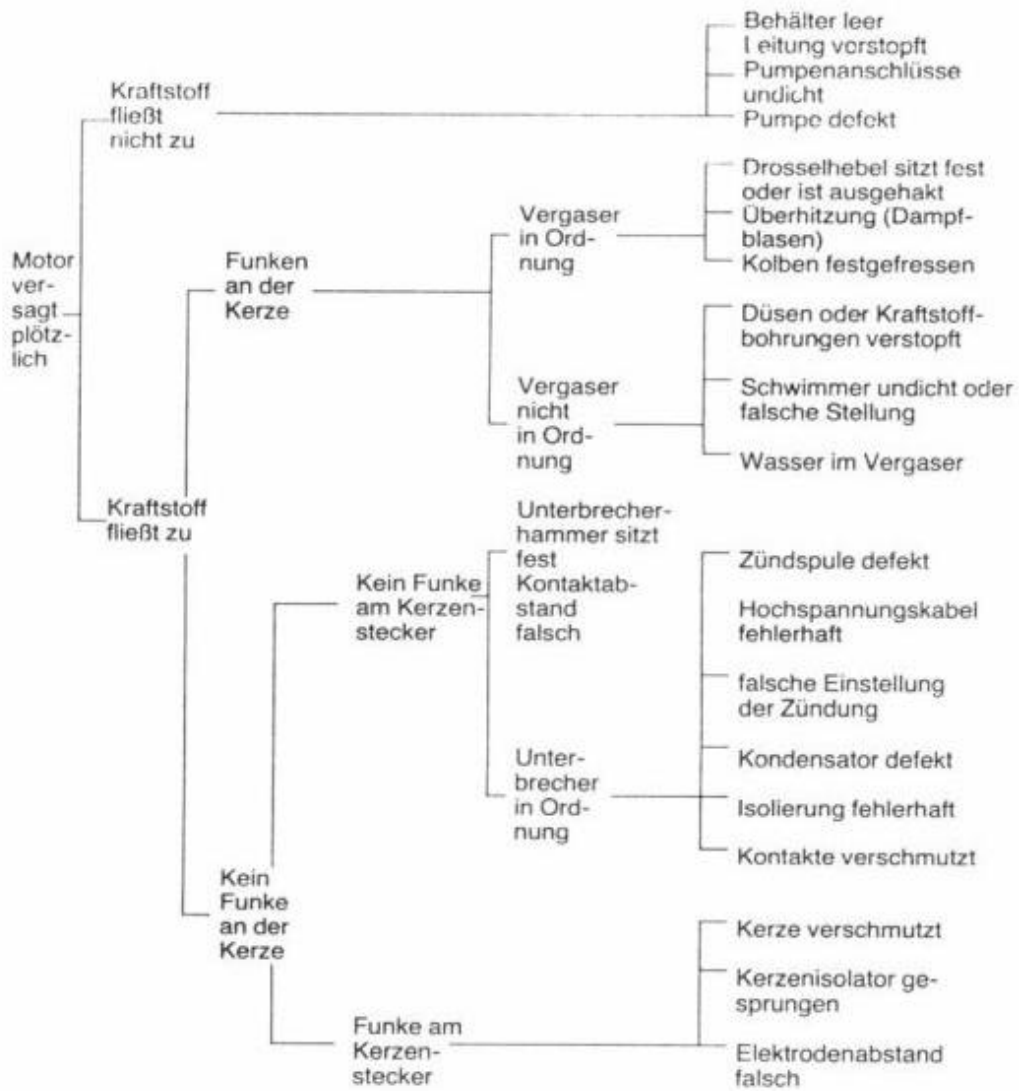 Motor
ver-
sagt
plötz-
lich
Kraftstoff
fließt
nicht zu
Behälter leer
Leitung verstopft
Pumpenanschlüsse
undicht
Pumpe defekt
Kraftstoff
fließt zu
Funken
an der
Kerze
Vergaser
in Ord-
nung
Drosselhebel sitzt fest
oder ist ausgehakt
Überhitzung (Dampf-
blasen)
Kolben festgefressen
Vergaser
nicht
in Ord-
nung
Düsen oder Kraftstoff-
bohrungen verstopft
Schwimmer undicht oder
falsche Stellung
Wasser im Vergaser
Kein
Funke
an der
Kerze
Kein Funke
am Kerzen-
stecker
Unterbrecher-
hammer sitzt
fest
Kontaktab-
stand
falsch
Unter-
brecher
in Ord-
nung
Zündspule defekt
Hochspannungskabel
fehlerhaft
falsche Einstellung
der Zündung
Kondensator defekt
Isolierung fehlerhaft
Kontakte verschmutzt
Funke am
Kerzen-
stecker
Kerze verschmutzt
Kerzenisolator ge-
sprungen
Elektrodenabstand
falsch